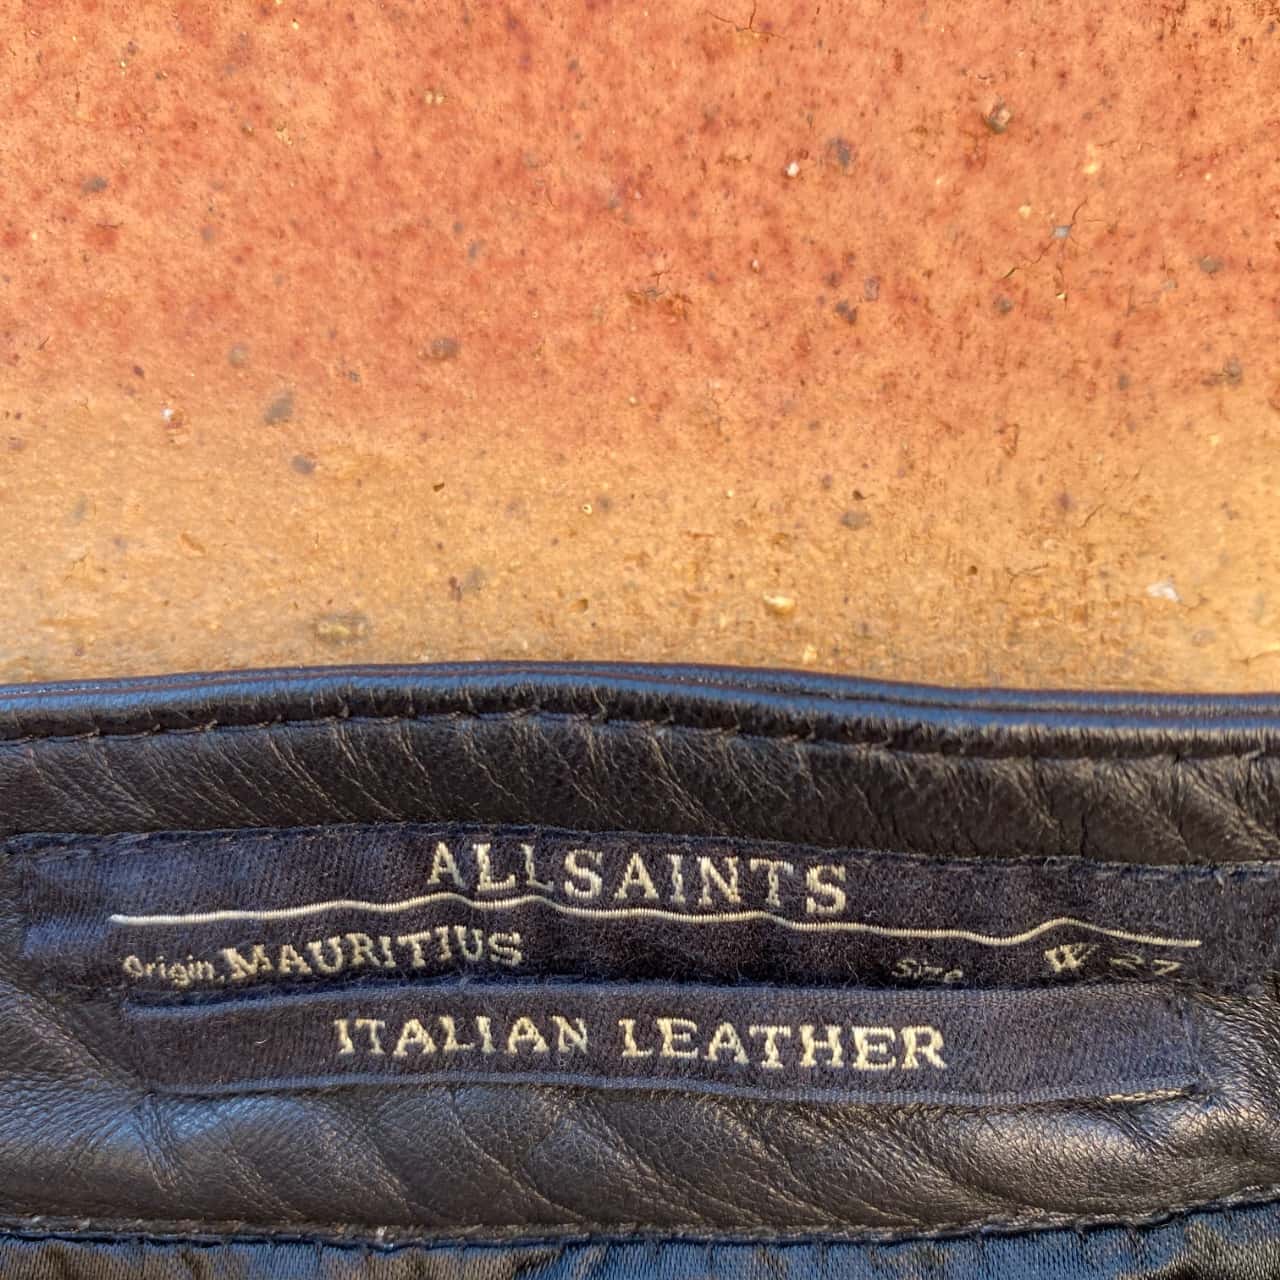 ALLSAINTS
Origin. MAURITIUS Size W
ITALIAN LEATHER